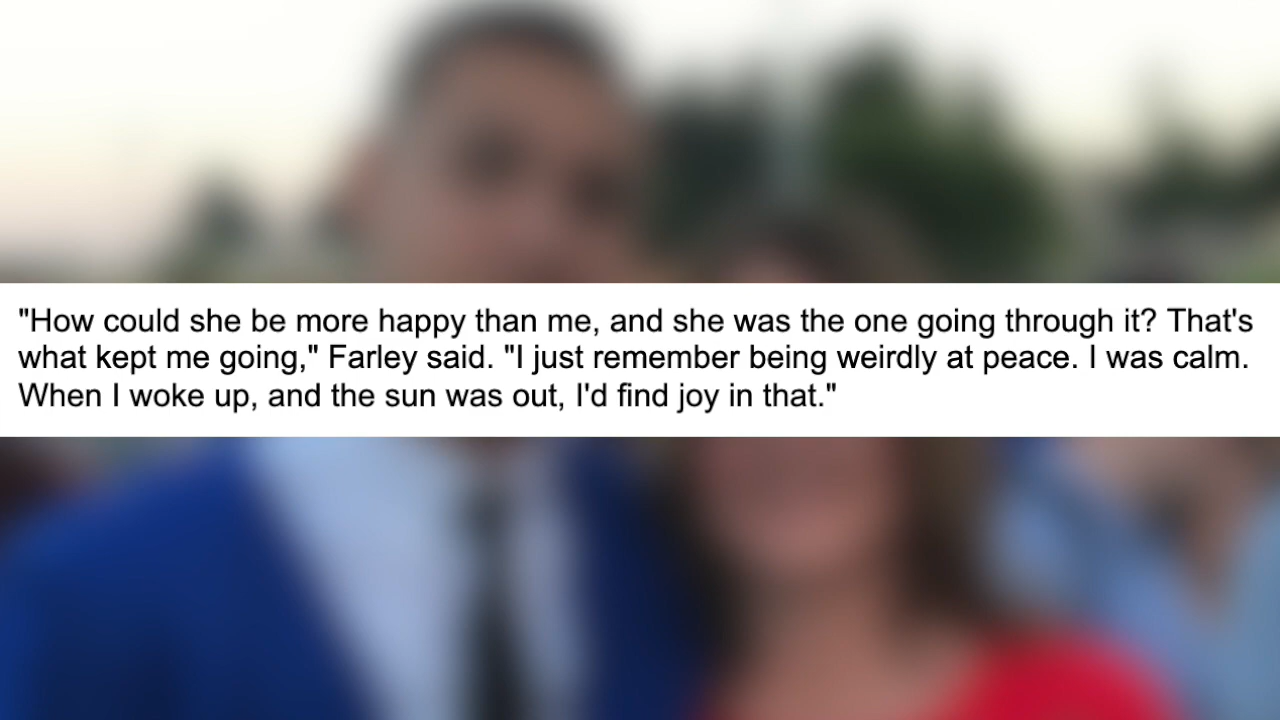 "How could she be more happy than me, and she was the one going through it? That's
what kept me going," Farley said. "I just remember being weirdly at peace. I was calm.
When I woke up, and the sun was out, I'd find joy in that."